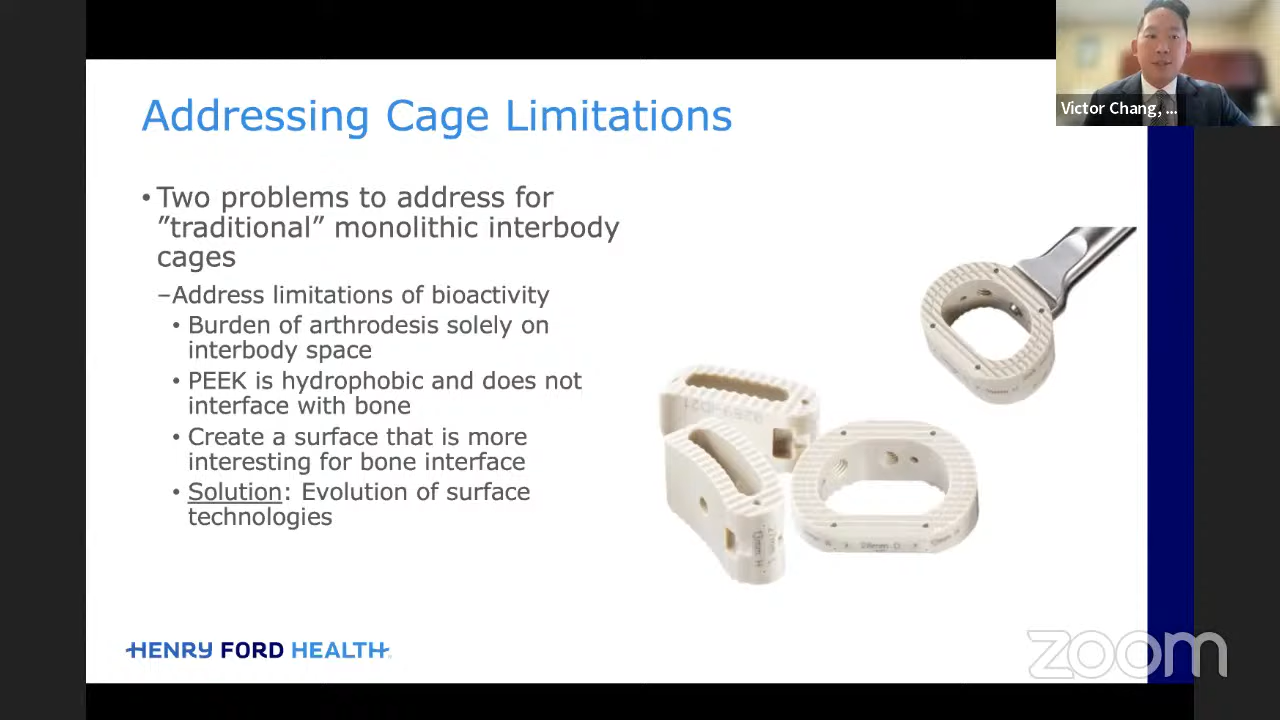 Victor Chang, ...
Addressing Cage Limitations
• Two problems to address for
”traditional” monolithic interbody
cages
–Address limitations of bioactivity
• Burden of arthrodesis solely on
interbody space
• PEEK is hydrophobic and does not
interface with bone
• Create a surface that is more
interesting for bone interface
• Solution: Evolution of surface
technologies
HENRY FORD HEALTH
zoom